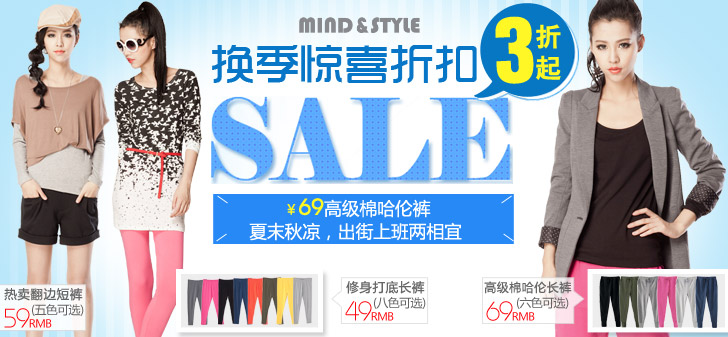 MIND & STYLE
换季惊喜折扣
3折起
SALE
¥69高级棉哈伦裤
夏末秋凉，出街上班两相宜
热卖翻边短裤
(五色可选)
59RMB
修身打底长裤
(八色可选)
49RMB
高级棉哈伦长裤
(六色可选)
69RMB